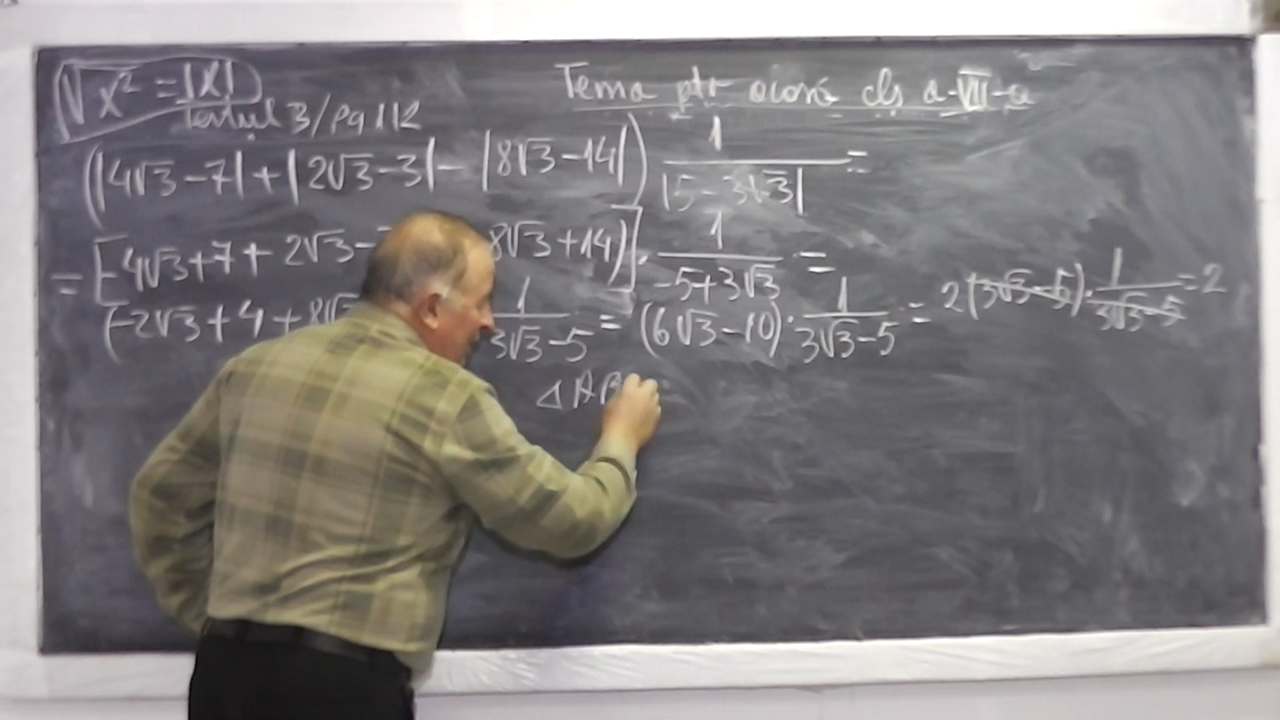 √x² = |x|
Tema ptr acasă cls a-VII-a
Testul 3/pg 112
(|4√3-7| + |2√3-3| - |8√3-14|) · 1/|5-3√3| =
= [-4√3+7+2√3- 8√3+14)] · 1/(-5+3√3) =
(-2√3+4+8√3 1/(3√3-5) = (6√3-10) · 1/(3√3-5) = 2(3√3-5) · 1/(3√3-5) = 2
△AB